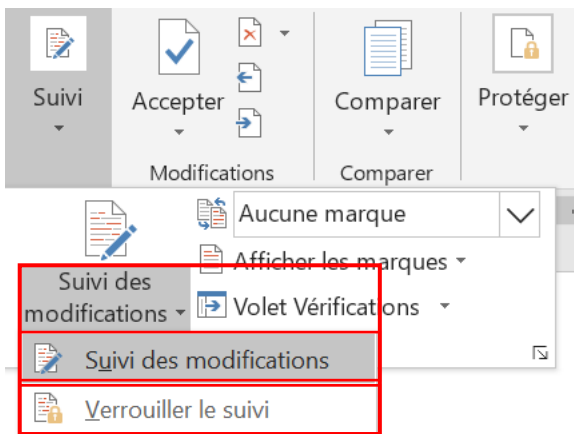 Suivi
Accepter
Comparer
Protéger
Modifications
Comparer
Aucune marque
Afficher les marques
Suivi des
modifications
Volet Vérifications
Suivi des modifications
Verrouiller le suivi